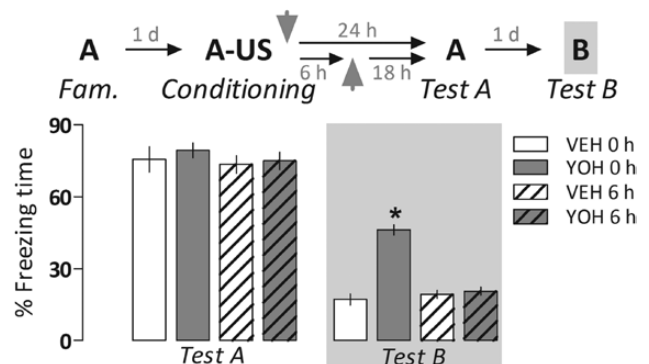 1 d 24 h
A A-US A 1 d B
6 h 18 h
Fam. Conditioning Test A Test B
90
60
30
0
% Freezing time
*
VEH 0 h
YOH 0 h
VEH 6 h
YOH 6 h
Test A Test B